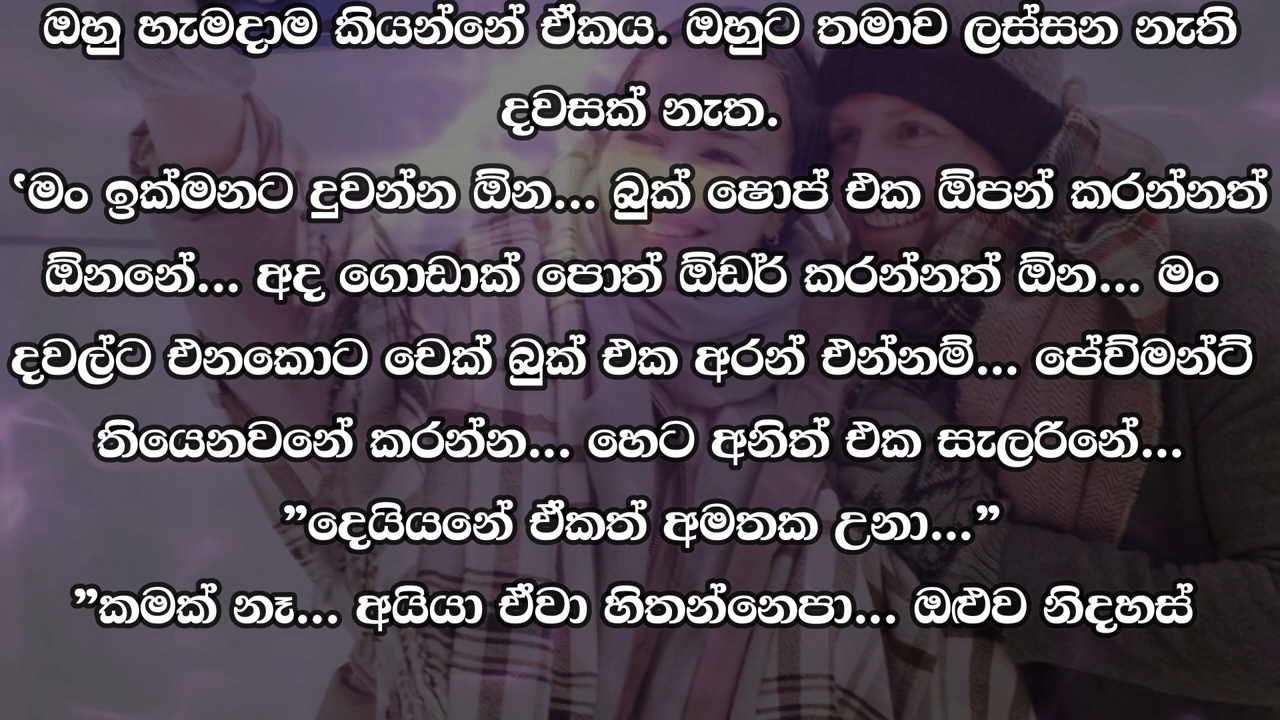 ඔහු හැමදාම කියන්නේ ඒකය. ඔහුට තමාව ලස්සන නැති
දවසක් නැත.
‘මං ඉක්මනට දුවන්න ඕන... බුක් ෂොප් එක ඕපන් කරන්නත්
ඕනනේ... අද ගොඩාක් පොත් ඕඩර් කරන්නත් ඕන... මං
දවල්ට එනකොට චෙක් බුක් එක අරන් එන්නම්... පේව්මන්ට්
තියෙනවනේ කරන්න... හෙට අනිත් එක සැලරිනේ...
”දෙයියනේ ඒකත් අමතක උනා...”
”කමක් නෑ... අයියා ඒවා හිතන්නෙපා... ඔළුව නිදහස්